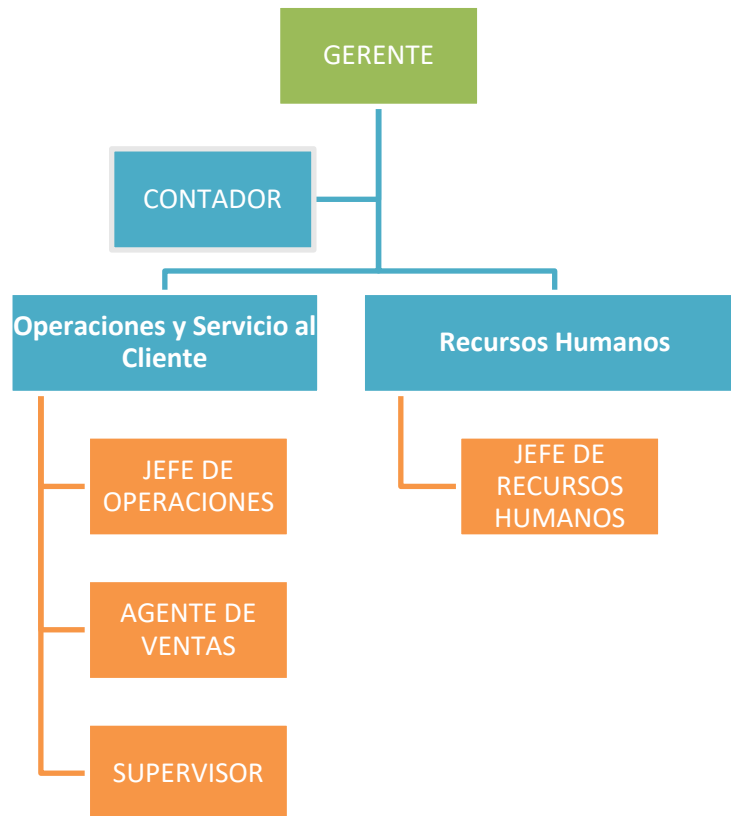 GERENTE
CONTADOR
Operaciones y Servicio al
Cliente
Recursos Humanos
JEFE DE
OPERACIONES
JEFE DE
RECURSOS
HUMANOS
AGENTE DE
VENTAS
SUPERVISOR